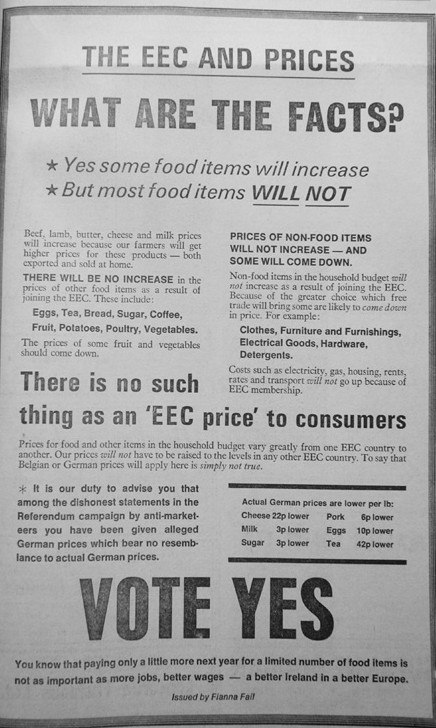 THE EEC AND PRICES
WHAT ARE THE FACTS?
★ Yes some food items will increase
★ But most food items WILL NOT
Beef, lamb, butter, cheese and milk prices
will increase because our farmers will get
higher prices for these products — both
exported and sold at home.
THERE WILL BE NO INCREASE in the
prices of other food items as a result of
joining the EEC. These include:
Eggs, Tea, Bread, Sugar, Coffee,
Fruit, Potatoes, Poultry, Vegetables.
The prices of some fruit and vegetables
should come down.
PRICES OF NON-FOOD ITEMS
WILL NOT INCREASE — AND
SOME WILL COME DOWN.
Non-food items in the household budget will
not increase as a result of joining the EEC.
Because of the greater choice which free
trade will bring some are likely to come down
in price. For example:
Clothes, Furniture and Furnishings,
Electrical Goods, Hardware,
Detergents.
Costs such as electricity, gas, housing, rents,
rates and transport will not go up because of
EEC membership.
There is no such
thing as an 'EEC price' to consumers
Prices for food and other items in the household budget vary greatly from one EEC country to
another. Our prices will not have to be raised to the levels in any other EEC country. To say that
Belgian or German prices will apply here is simply not true.
* It is our duty to advise you that
among the dishonest statements in the
Referendum campaign by anti-market-
eers you have been given alleged
German prices which bear no resemb-
lance to actual German prices.
Actual German prices are lower per lb:
Cheese 22p lower Pork 6p lower
Milk 3p lower Eggs 10p lower
Sugar 3p lower Tea 42p lower
VOTE YES
You know that paying only a little more next year for a limited number of food items is
not as important as more jobs, better wages — a better Ireland in a better Europe.
Issued by Fianna Fail